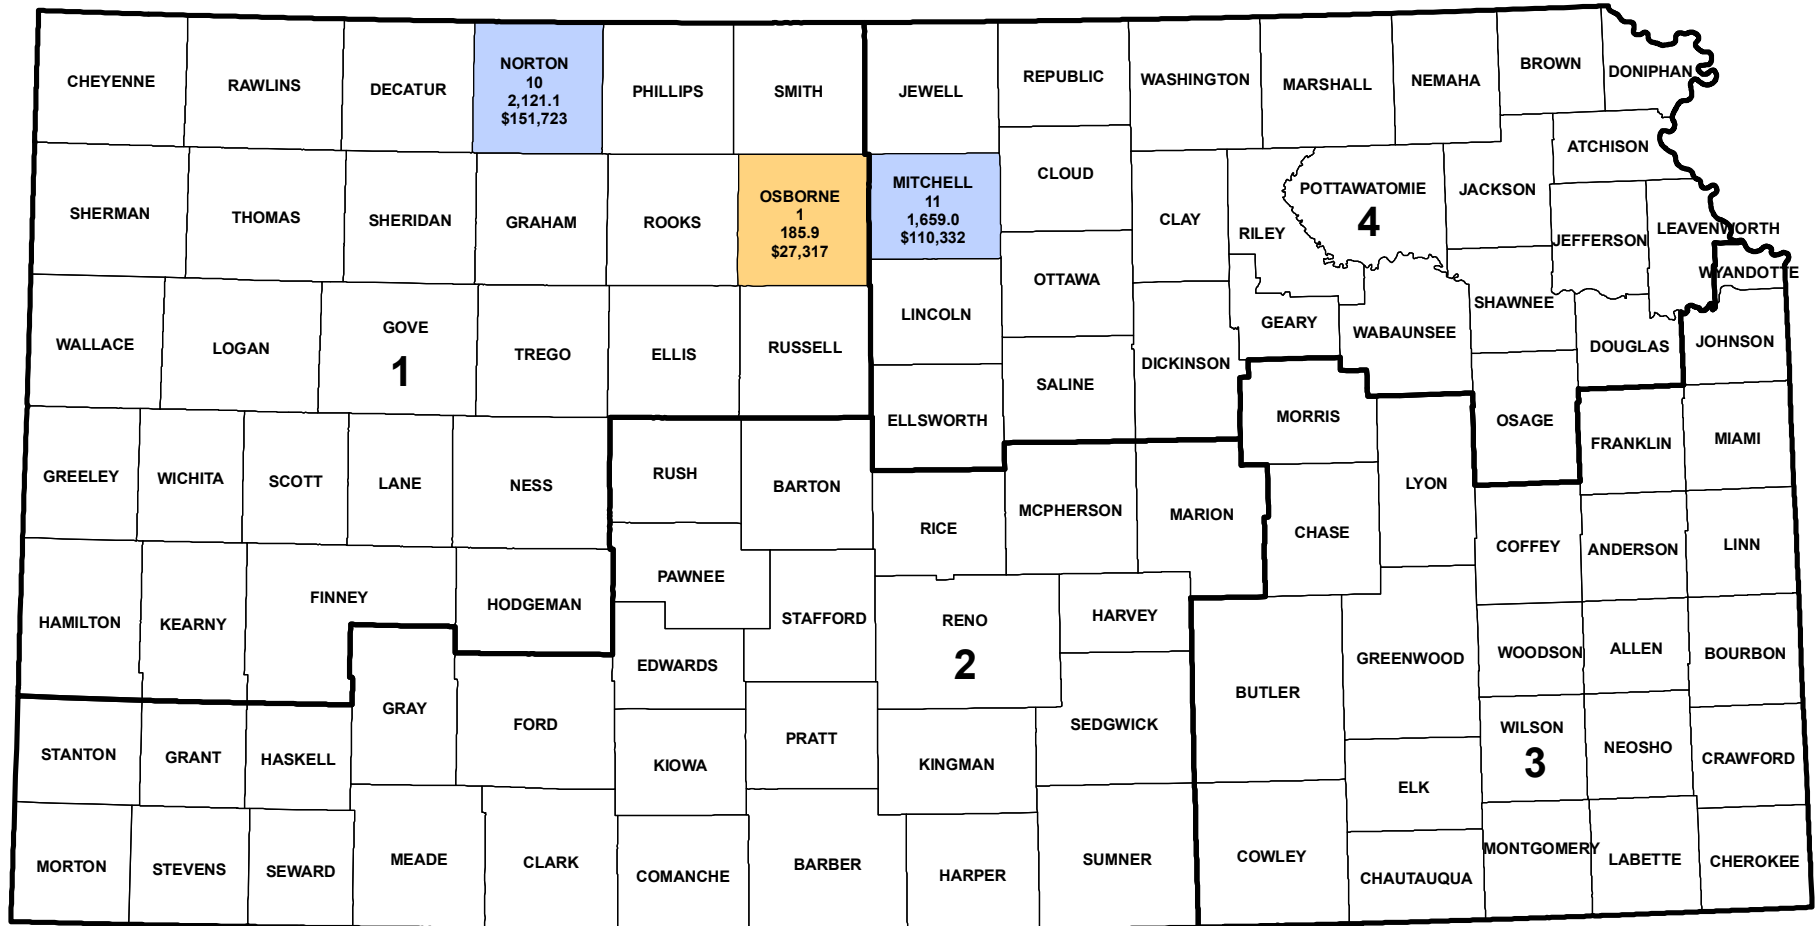 CHEYENNE
RAWLINS
DECATUR
NORTON
10
2,121.1
$151,723
PHILLIPS
SMITH
JEWELL
REPUBLIC
WASHINGTON
MARSHALL
NEMAHA
BROWN
DONIPHAN
SHERMAN
THOMAS
SHERIDAN
GRAHAM
ROOKS
OSBORNE
1
185.9
$27,317
MITCHELL
11
1,659.0
$110,332
CLOUD
CLAY
RILEY
POTTAWATOMIE
4
JACKSON
ATCHISON
JEFFERSON
LEAVENWORTH
WYANDOTTE
WALLACE
LOGAN
GOVE
1
TREGO
ELLIS
RUSSELL
LINCOLN
OTTAWA
DICKINSON
GEARY
WABAUNSEE
SHAWNEE
DOUGLAS
JOHNSON
ELLSWORTH
SALINE
MORRIS
OSAGE
FRANKLIN
MIAMI
GREELEY
WICHITA
SCOTT
LANE
NESS
RUSH
BARTON
RICE
MCPHERSON
MARION
CHASE
LYON
COFFEY
ANDERSON
LINN
HAMILTON
KEARNY
FINNEY
HODGEMAN
PAWNEE
STAFFORD
RENO
2
HARVEY
EDWARDS
GRAY
FORD
BUTLER
GREENWOOD
WOODSON
ALLEN
BOURBON
STANTON
GRANT
HASKELL
KIOWA
PRATT
KINGMAN
SEDGWICK
ELK
WILSON
3
NEOSHO
CRAWFORD
MORTON
STEVENS
SEWARD
MEADE
CLARK
COMANCHE
BARBER
HARPER
SUMNER
COWLEY
CHAUTAUQUA
MONTGOMERY
LABETTE
CHEROKEE